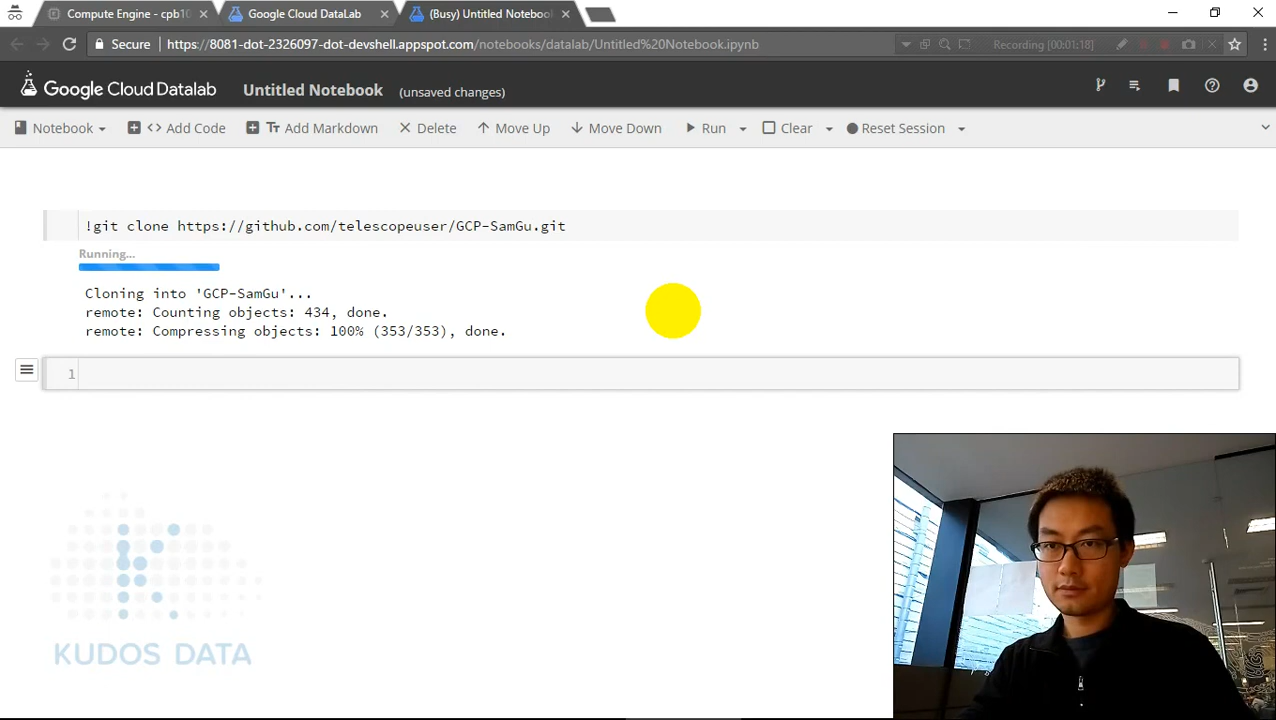 Compute Engine - cpb10
Google Cloud DataLab
(Busy) Untitled Notebook
Secure
https://8081-dot-2326097-dot-devshell.appspot.com/notebooks/datalab/Untitled%20Notebook.ipynb
Recording [00:01:18]
Google Cloud Datalab
Untitled Notebook
(unsaved changes)
Notebook
Add Code
Add Markdown
Delete
Move Up
Move Down
Run
Clear
Reset Session
!git clone https://github.com/telescopeuser/GCP-SamGu.git
Running...
Cloning into 'GCP-SamGu'...
remote: Counting objects: 434, done.
remote: Compressing objects: 100% (353/353), done.
1
KUDOS DATA